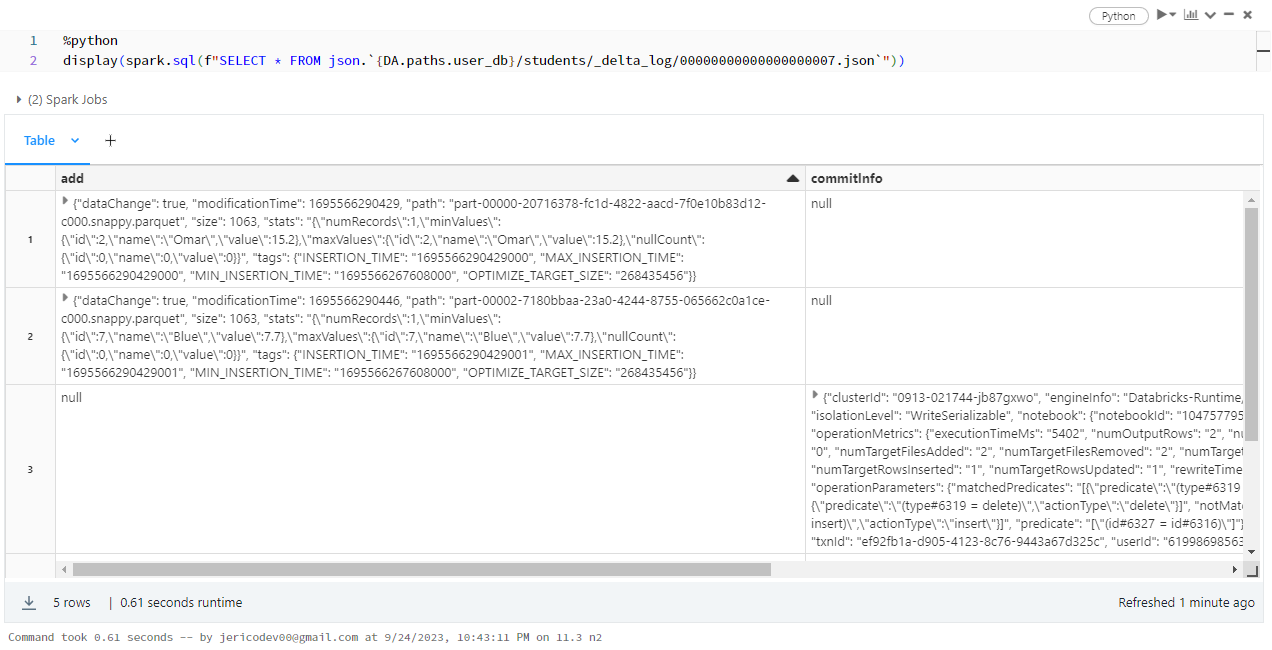 Python
1 %python
2 display(spark.sql(f"SELECT * FROM json.`{DA.paths.user_db}/students/_delta_log/00000000000000000007.json`"))
(2) Spark Jobs
Table
add
commitInfo
1
{"dataChange": true, "modificationTime": 1695566290429, "path": "part-00000-20716378-fc1d-4822-aacd-7f0e10b83d12-
c000.snappy.parquet", "size": 1063, "stats": "{\"numRecords\":1,\"minValues\":
{\"id\":2,\"name\":\"Omar\",\"value\":15.2},\"maxValues\":{\"id\":2,\"name\":\"Omar\",\"value\":15.2},\"nullCount\":
{\"id\":0,\"name\":0,\"value\":0}}", "tags": {"INSERTION_TIME": "1695566290429000", "MAX_INSERTION_TIME":
"1695566290429000", "MIN_INSERTION_TIME": "1695566267608000", "OPTIMIZE_TARGET_SIZE": "268435456"}}
null
2
{"dataChange": true, "modificationTime": 1695566290446, "path": "part-00002-7180bbaa-23a0-4244-8755-065662c0a1ce-
c000.snappy.parquet", "size": 1063, "stats": "{\"numRecords\":1,\"minValues\":
{\"id\":7,\"name\":\"Blue\",\"value\":7.7},\"maxValues\":{\"id\":7,\"name\":\"Blue\",\"value\":7.7},\"nullCount\":
{\"id\":0,\"name\":0,\"value\":0}}", "tags": {"INSERTION_TIME": "1695566290429001", "MAX_INSERTION_TIME":
"1695566290429001", "MIN_INSERTION_TIME": "1695566267608000", "OPTIMIZE_TARGET_SIZE": "268435456"}}
null
3
null
{"clusterId": "0913-021744-jb87gxwo", "engineInfo": "Databricks-Runtime,
"isolationLevel": "WriteSerializable", "notebook": {"notebookId": "104757795
"operationMetrics": {"executionTimeMs": "5402", "numOutputRows": "2",
"0", "numTargetFilesAdded": "2", "numTargetFilesRemoved": "2", "numTarget
"numTargetRowsInserted": "1", "numTargetRowsUpdated": "1", "rewriteTime
"operationParameters": {"matchedPredicates": "[{\"predicate\":\"(type#6319
{\"predicate\":\"(type#6319 = delete)\",\"actionType\":\"delete\"}]", "notMat
insert)\",\"actionType\":\"insert\"}]", "predicate": "[\"(id#6327 = id#6316)\"]"}
"txnId": "ef92fb1a-d905-4123-8c76-9443a67d325c", "userId": "61998698563
5 rows | 0.61 seconds runtime
Refreshed 1 minute ago
Command took 0.61 seconds -- by jericodev00@gmail.com at 9/24/2023, 10:43:11 PM on 11.3 n2